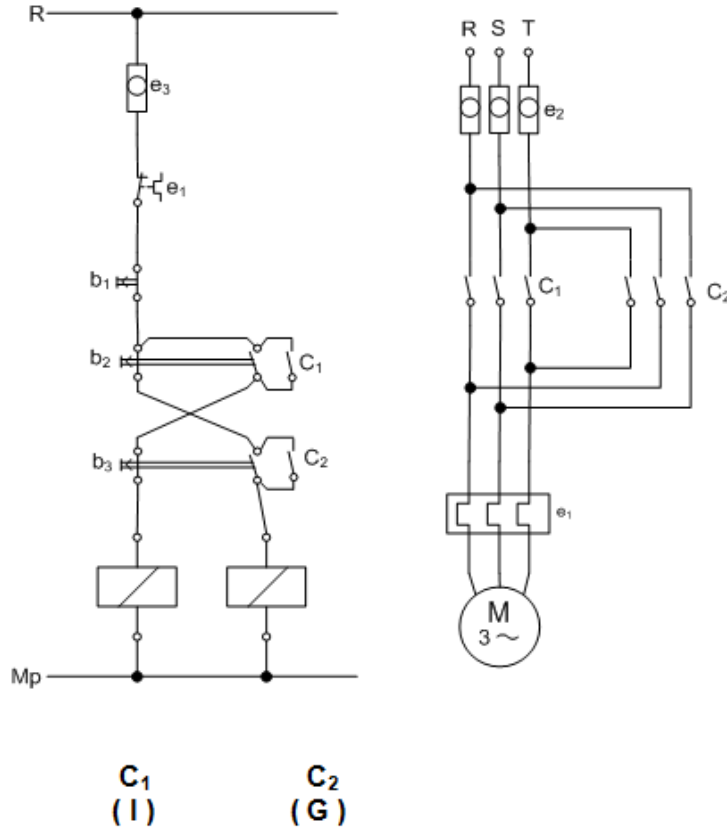 R
e₃
e₁
b₁
b₂
C₁
b₃
C₂
Mp
C₁ C₂
( I ) ( G )
R S T
e₂
C₁
C₂
e₁
M
3 ~